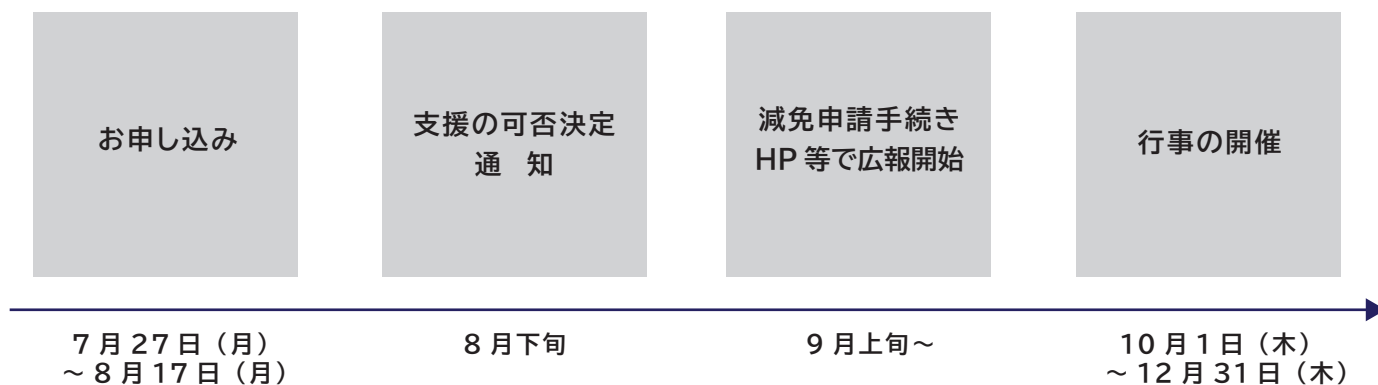 お申し込み
支援の可否決定
通　知
減免申請手続き
HP 等で広報開始
行事の開催
7 月 27 日（月）
～ 8 月 17 日（月）
8 月下旬
9 月上旬～
10 月 1 日（木）
～ 12 月 31 日（木）